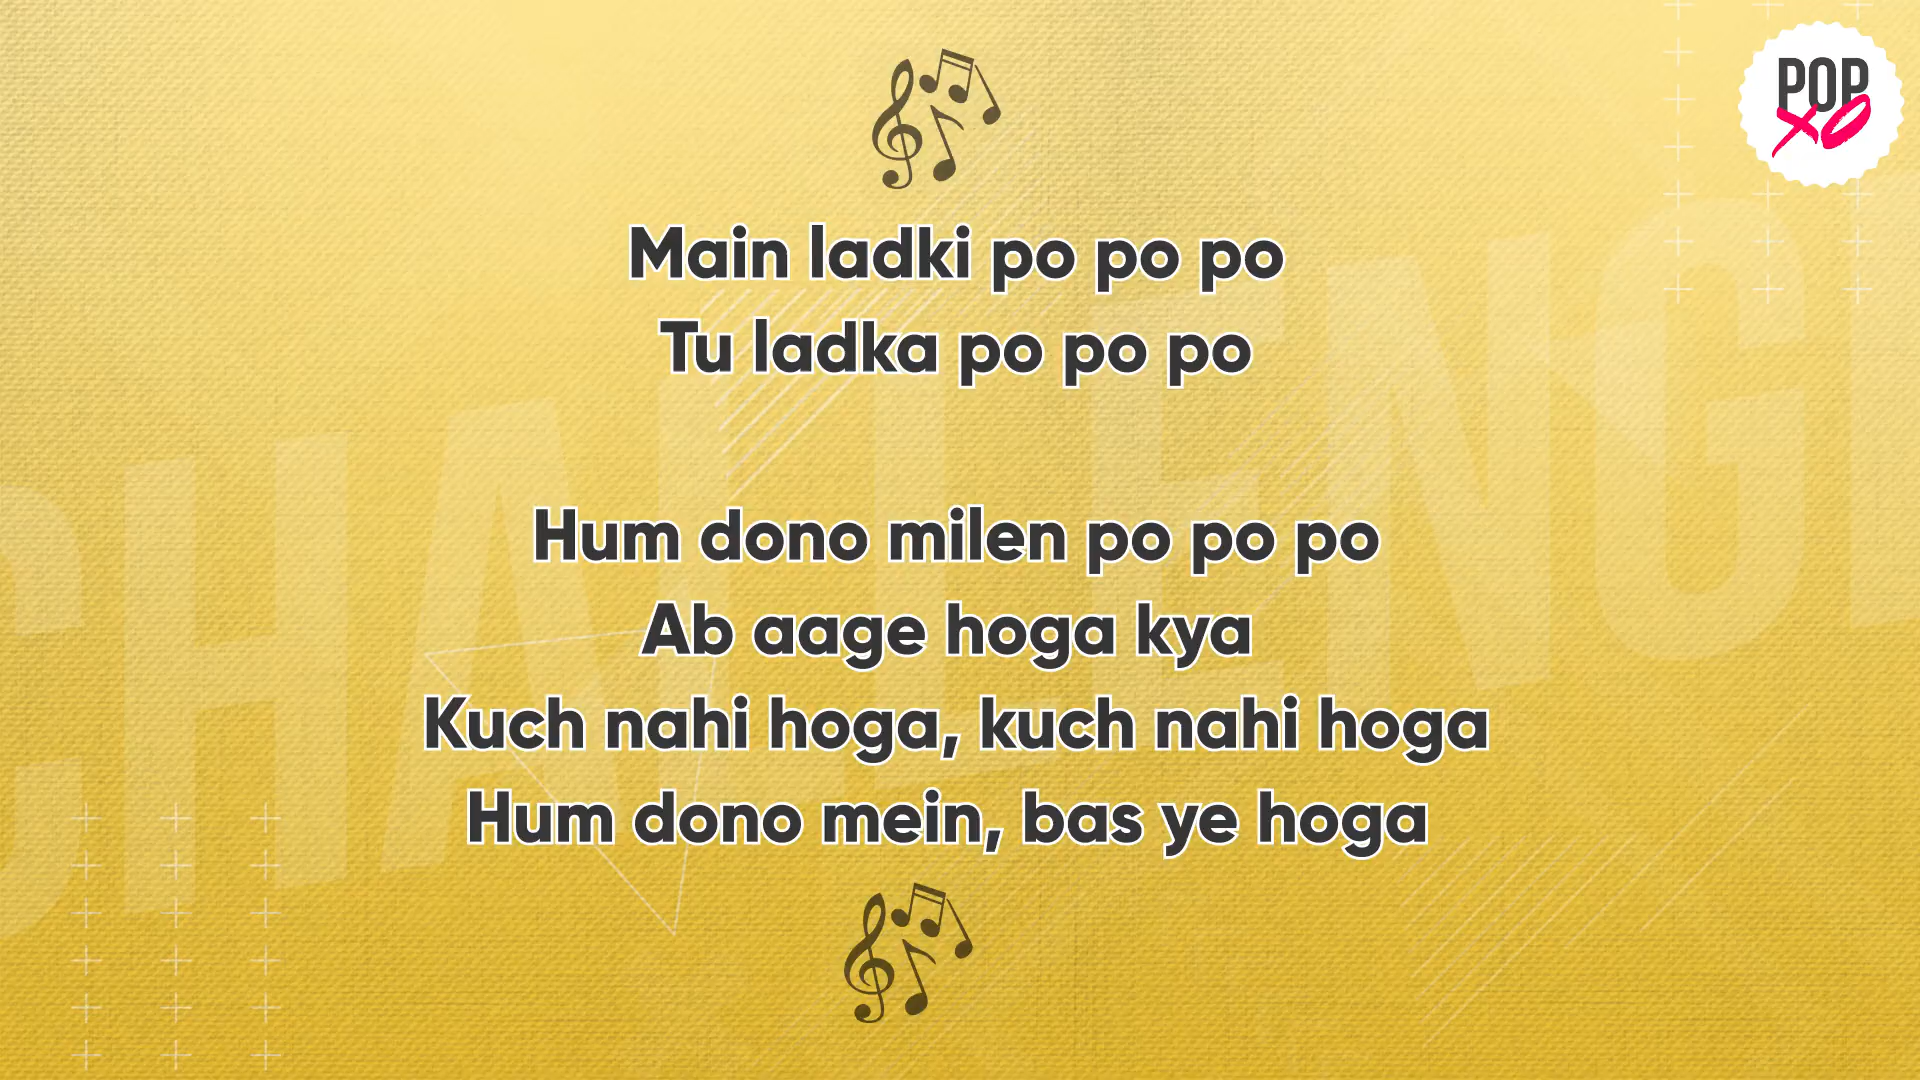 POP
XO
Main ladki po po po
Tu ladka po po po
Hum dono milen po po po
Ab aage hoga kya
Kuch nahi hoga, kuch nahi hoga
Hum dono mein, bas ye hoga
CHALLENGE